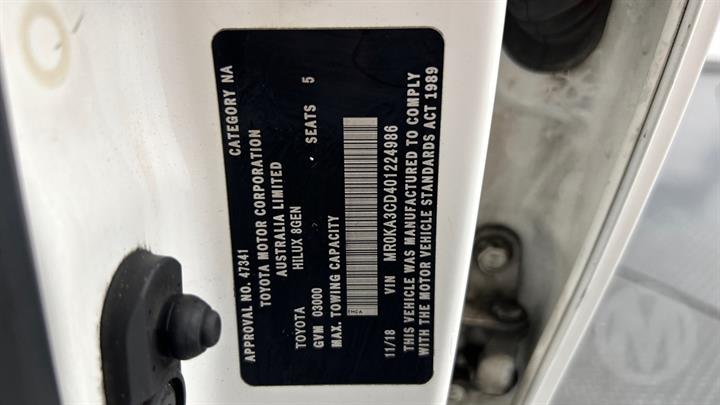 APPROVAL NO. 47341 CATEGORY NA
TOYOTA MOTOR CORPORATION
AUSTRALIA LIMITED
TOYOTA HILUX 8GEN
GVM 03000 SEATS 5
MAX. TOWING CAPACITY
TMCA
11/18 VIN MR0KA3CD401224986
THIS VEHICLE WAS MANUFACTURED TO COMPLY
WITH THE MOTOR VEHICLE STANDARDS ACT 1989